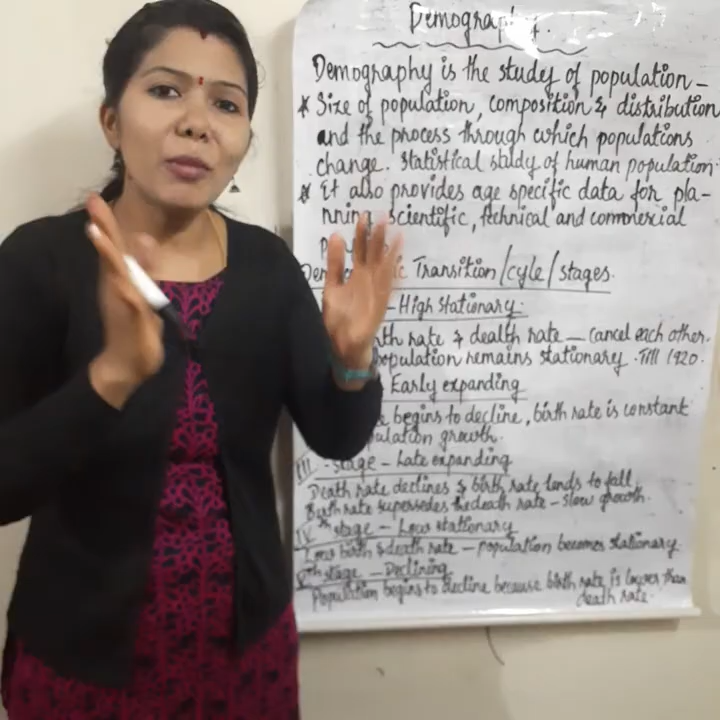 Demography
Demography is the study of population -
* Size of population, composition & distribution
and the process through which populations
change. Statistical study of human population.
* It also provides age specific data for pla-
nning scientific, technical and commercial
Transition/cycle/stages.
- High stationary.
rate & death rate - cancel each other.
population remains stationary. Till 1920.
Early expanding
begins to decline, birth rate is constant
growth.
III - stage - Late expanding
Death rate declines & birth rate tends to fall
Birth rate supersedes the death rate - slow growth.
IVth stage - Low stationary
Low birth & death rate - population becomes stationary.
Vth stage - Declining
Population begins to decline because birth rate is lower than
death rate.